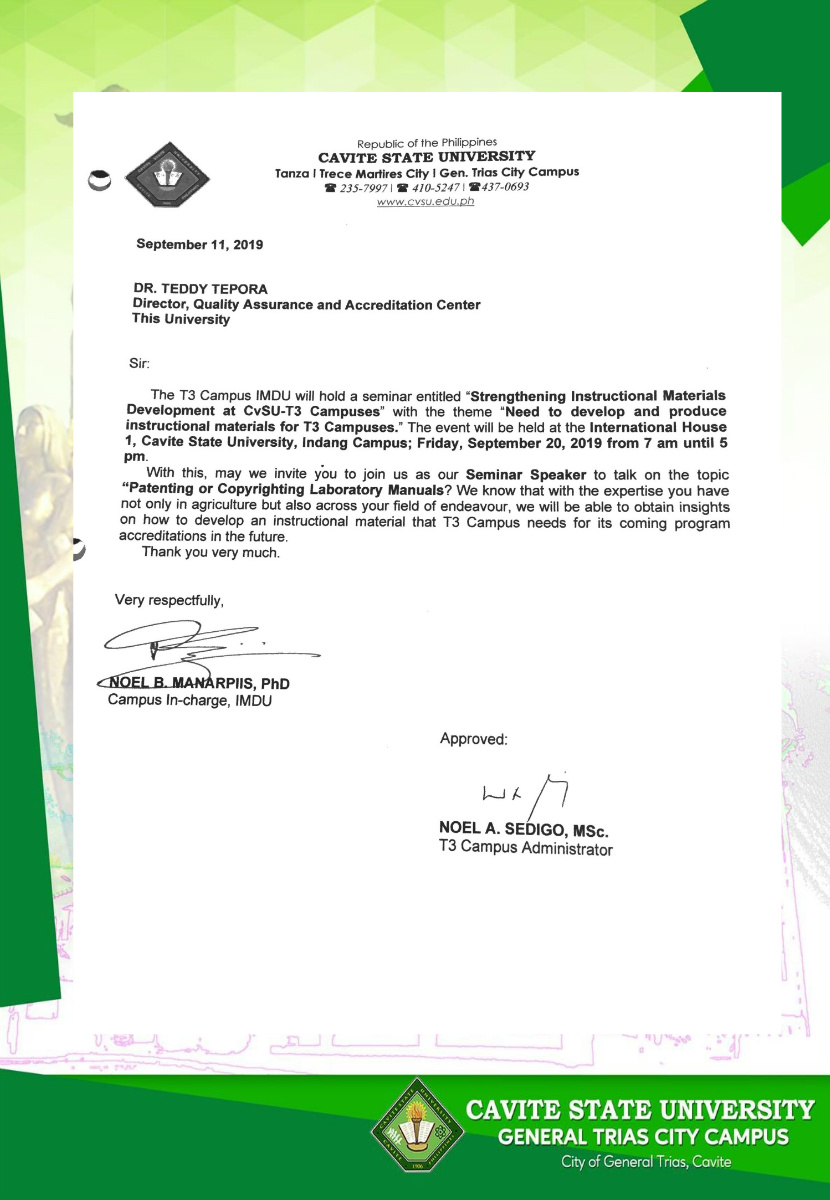 Republic of the Philippines
CAVITE STATE UNIVERSITY
Tanza | Trece Martires City | Gen. Trias City Campus
☎ 235-7997 | ☎ 410-5247 | ☎437-0693
www.cvsu.edu.ph
September 11, 2019
DR. TEDDY TEPORA
Director, Quality Assurance and Accreditation Center
This University
Sir:
The T3 Campus IMDU will hold a seminar entitled “Strengthening Instructional Materials
Development at CvSU-T3 Campuses” with the theme “Need to develop and produce
instructional materials for T3 Campuses.” The event will be held at the International House
1, Cavite State University, Indang Campus; Friday, September 20, 2019 from 7 am until 5
pm.
With this, may we invite you to join us as our Seminar Speaker to talk on the topic
“Patenting or Copyrighting Laboratory Manuals? We know that with the expertise you have
not only in agriculture but also across your field of endeavour, we will be able to obtain insights
on how to develop an instructional material that T3 Campus needs for its coming program
accreditations in the future.
Thank you very much.
Very respectfully,
NOEL B. MANARPIIS, PhD
Campus In-charge, IMDU
Approved:
NOEL A. SEDIGO, MSc.
T3 Campus Administrator
CAVITE STATE UNIVERSITY
GENERAL TRIAS CITY CAMPUS
City of General Trias, Cavite
1906